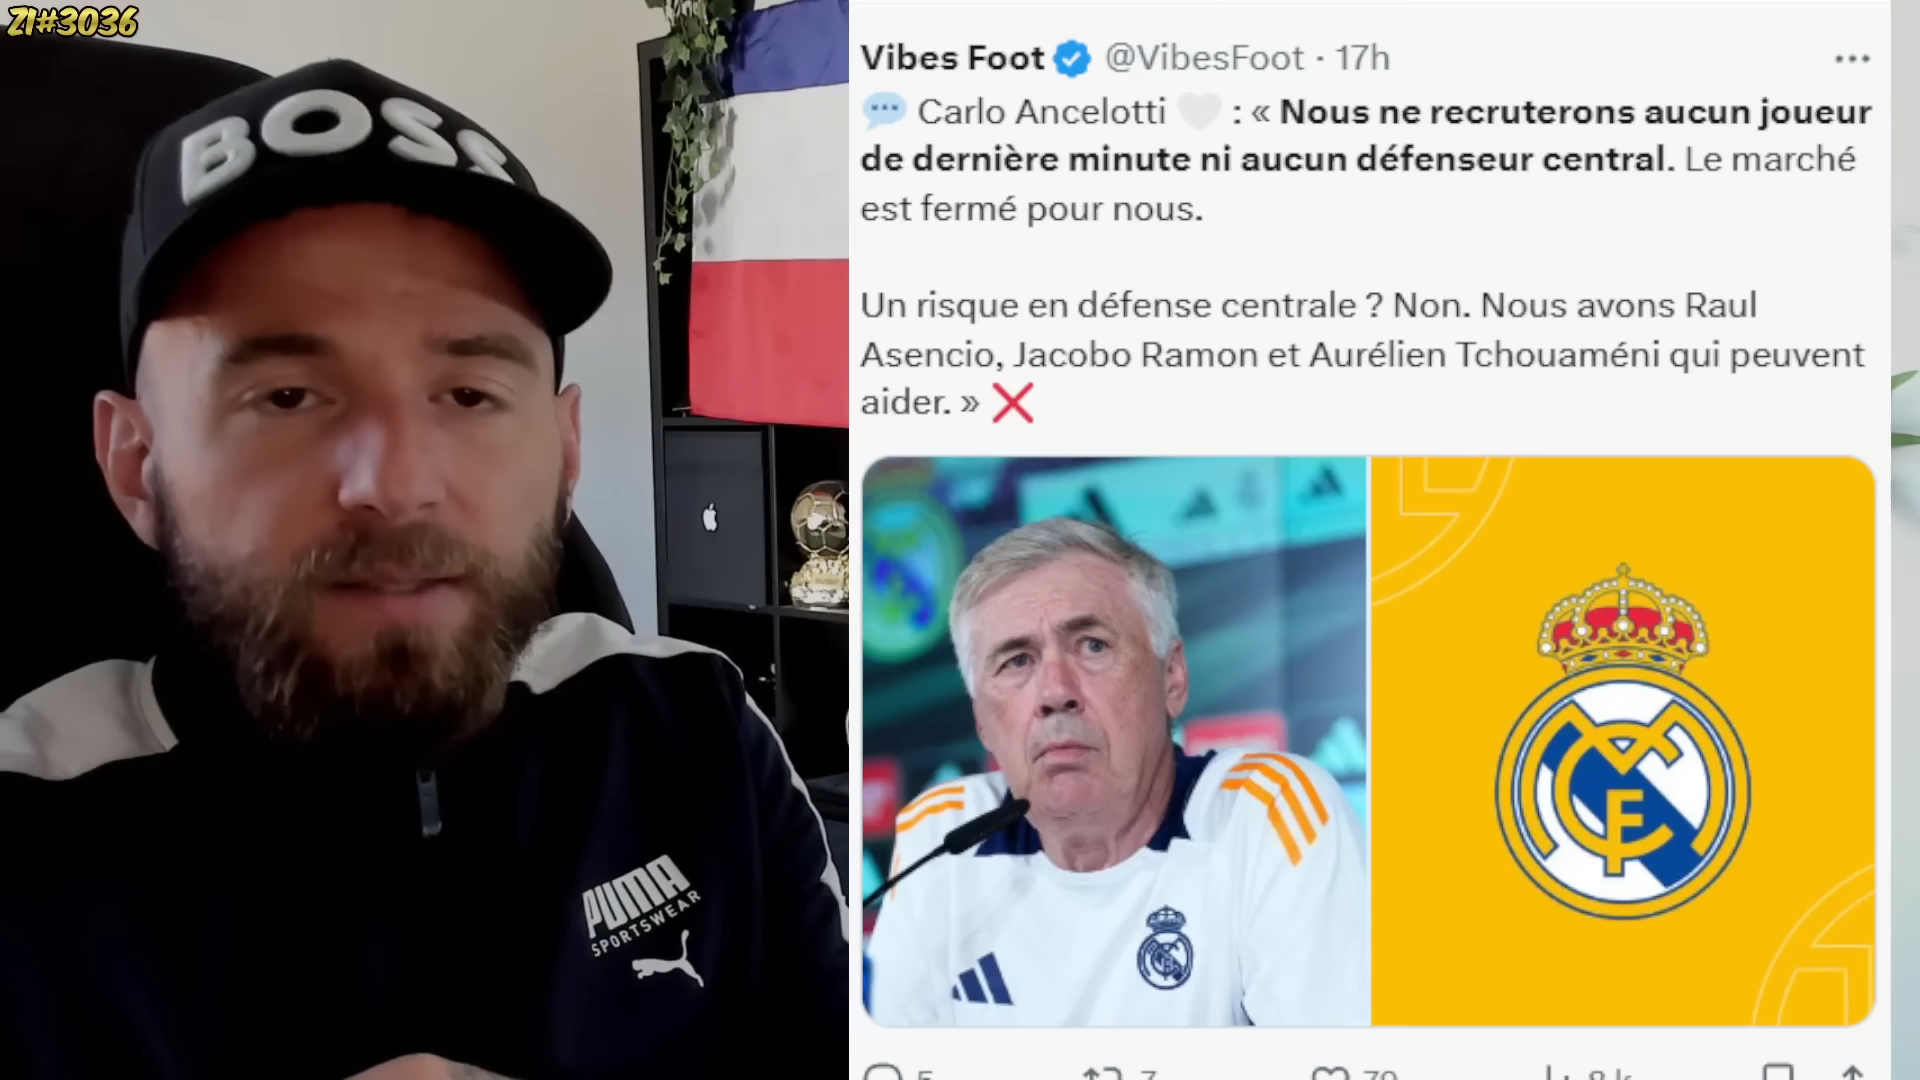 ZI#3036
BOSS
PUMA
SPORTSWEAR
Vibes Foot @VibesFoot · 17h
Carlo Ancelotti : « Nous ne recruterons aucun joueur
de dernière minute ni aucun défenseur central. Le marché
est fermé pour nous.
Un risque en défense centrale ? Non. Nous avons Raul
Asencio, Jacobo Ramon et Aurélien Tchouaméni qui peuvent
aider. »